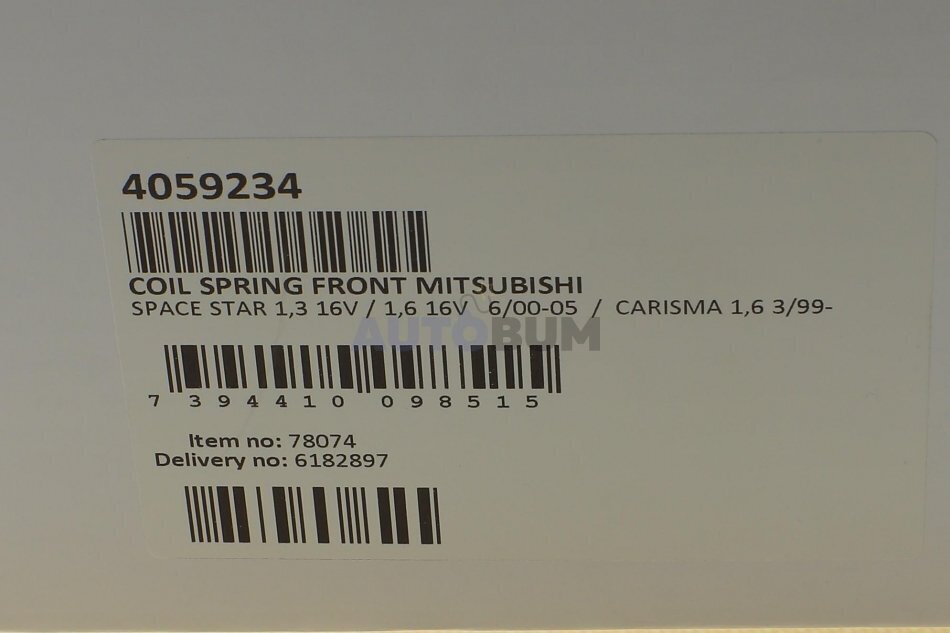 4059234
COIL SPRING FRONT MITSUBISHI
SPACE STAR 1,3 16V / 1,6 16V 6/00-05 / CARISMA 1,6 3/99-
AUTOBUM
7 394410 098515
Item no: 78074
Delivery no: 6182897